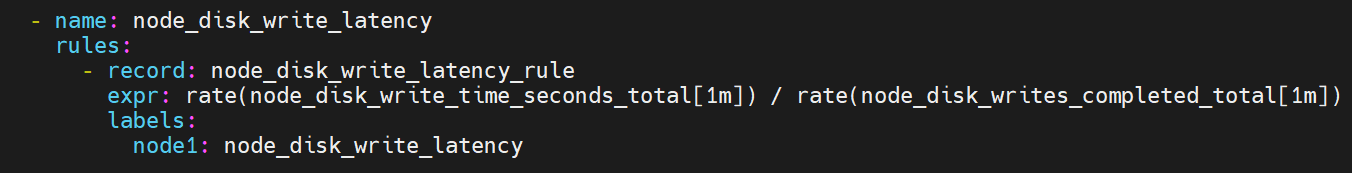 - name: node_disk_write_latency
rules:
- record: node_disk_write_latency_rule
expr: rate(node_disk_write_time_seconds_total[1m]) / rate(node_disk_writes_completed_total[1m])
labels:
node1: node_disk_write_latency